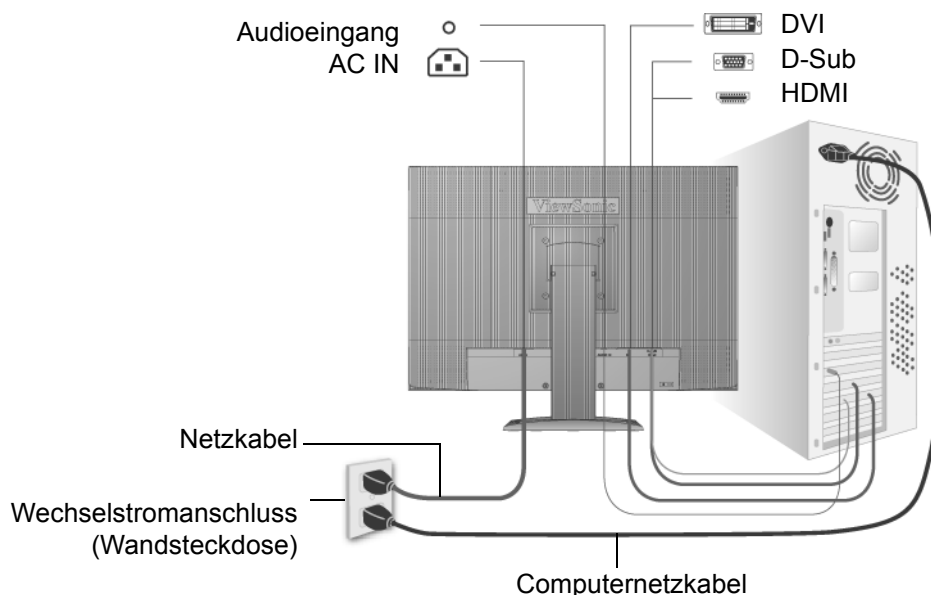 Audioeingang
AC IN
DVI
D-Sub
HDMI
ViewSonic
Netzkabel
Wechselstromanschluss
(Wandsteckdose)
Computernetzkabel